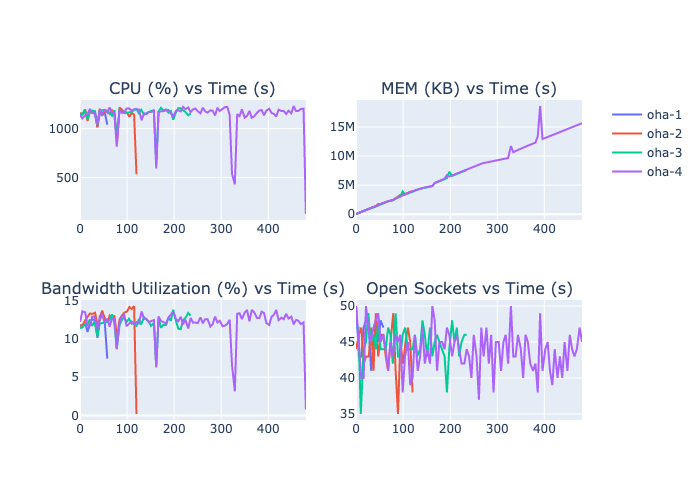 CPU (%) vs Time (s)
MEM (KB) vs Time (s)
1000
500
0
100
200
300
400
15M
10M
5M
0
0
100
200
300
400
oha-1
oha-2
oha-3
oha-4
Bandwidth Utilization (%) vs Time (s)
Open Sockets vs Time (s)
15
10
5
0
0
100
200
300
400
50
45
40
35
0
100
200
300
400